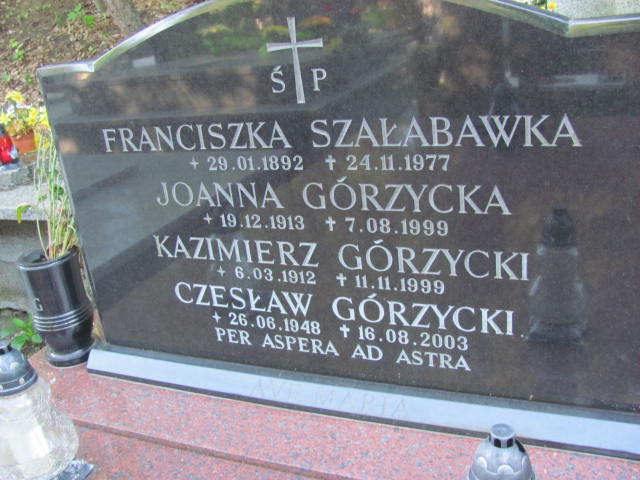 Ś P
FRANCISZKA SZAŁABAWKA
+ 29.01.1892 ✝ 24.11.1977
JOANNA GÓRZYCKA
+ 19.12.1913 ✝ 7.08.1999
KAZIMIERZ GÓRZYCKI
+ 6.03.1912 ✝ 11.11.1999
CZESŁAW GÓRZYCKI
+ 26.06.1948 ✝ 16.08.2003
PER ASPERA AD ASTRA
AVE MARIA